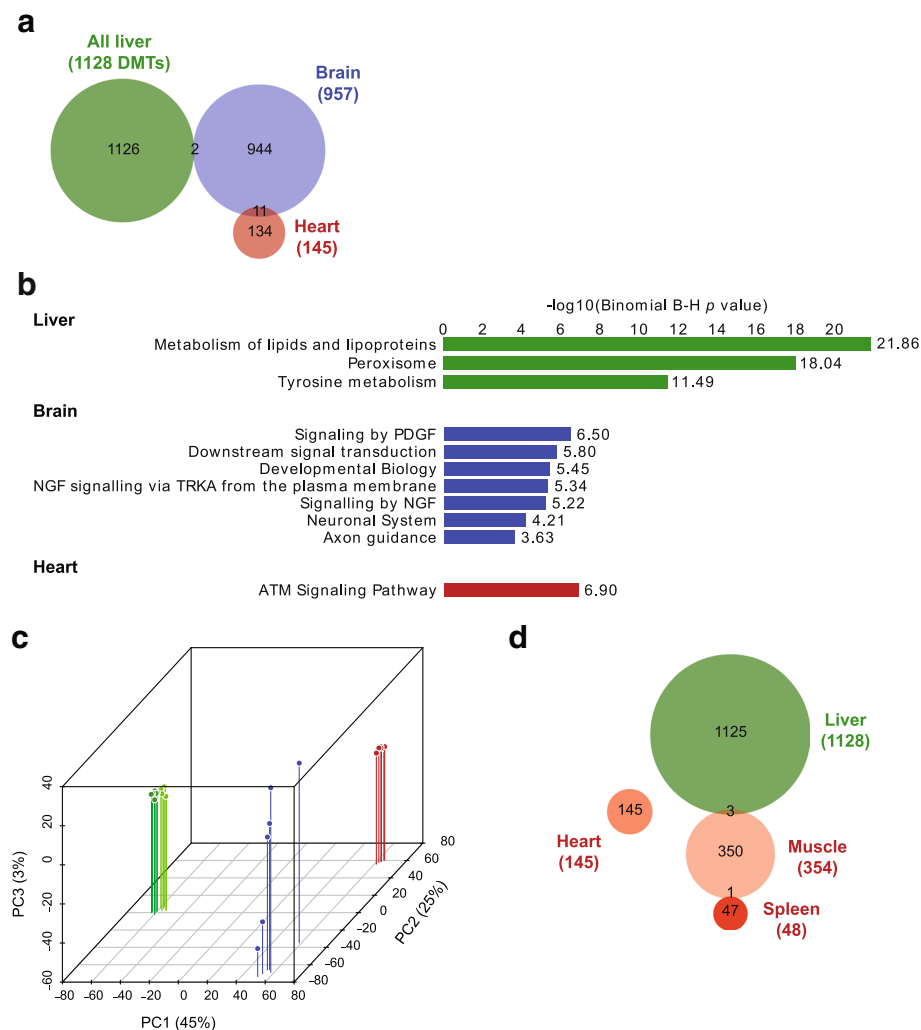 a
All liver
(1128 DMTs)
Brain
(957)
1126
2
944
11
134
Heart
(145)
b
-log10(Binomial B-H p value)
Liver
0 2 4 6 8 10 12 14 16 18 20
Metabolism of lipids and lipoproteins 21.86
Peroxisome 18.04
Tyrosine metabolism 11.49
Brain
Signaling by PDGF 6.50
Downstream signal transduction 5.80
Developmental Biology 5.45
NGF signalling via TRKA from the plasma membrane 5.34
Signalling by NGF 5.22
Neuronal System 4.21
Axon guidance 3.63
Heart
ATM Signaling Pathway 6.90
c
PC3 (3%)
40
20
0
−20
−40
−60
−80 −60 −40 −20 0 20 40 60 80
PC1 (45%)
−80
−60
−40
−20
0
20
40
60
80
PC2 (25%)
d
1125
Liver
(1128)
3
145
Heart
(145)
350
Muscle
(354)
1
47
Spleen
(48)